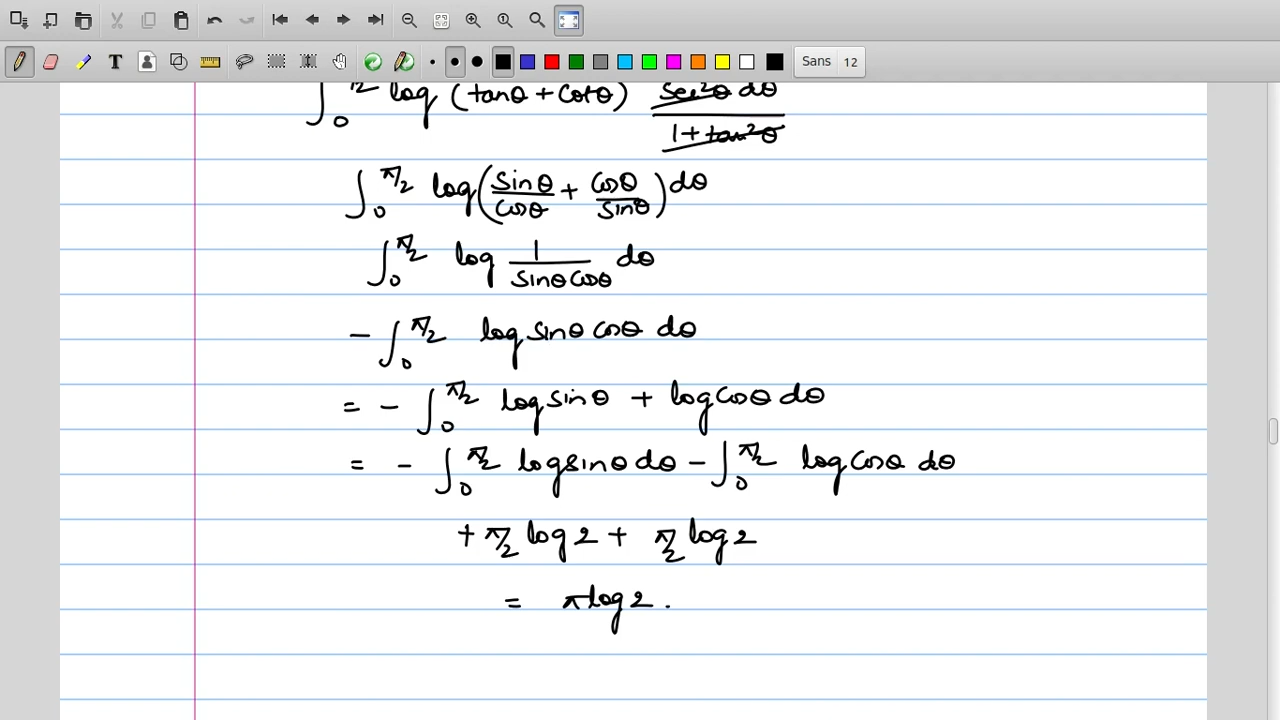 Sans 12
∫₀^π/2 log (tanθ + cotθ) sec²θ dθ / 1 + tan²θ
∫₀^π/2 log(sinθ/cosθ + cosθ/sinθ) dθ
∫₀^π/2 log 1/sinθ cosθ dθ
- ∫₀^π/2 log sinθ cosθ dθ
= - ∫₀^π/2 log sinθ + log cosθ dθ
= - ∫₀^π/2 log sinθ dθ - ∫₀^π/2 log cosθ dθ
+ π/2 log 2 + π/2 log 2
= π log 2 .